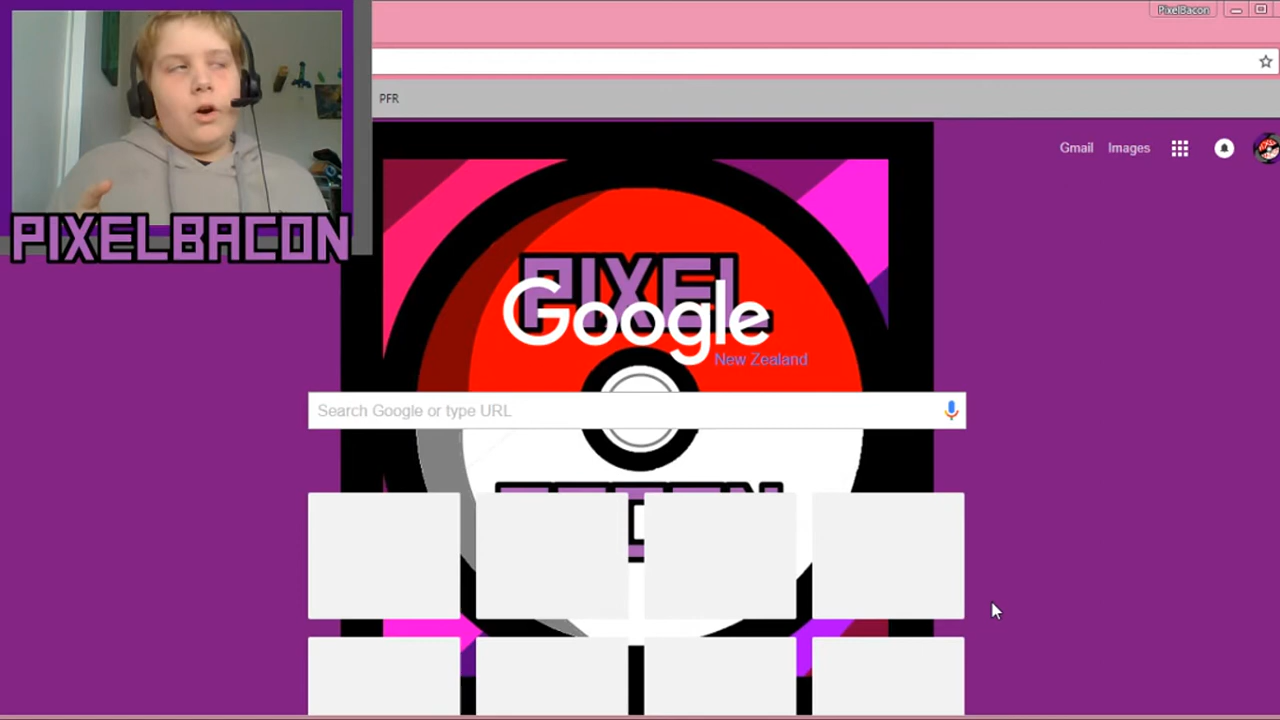 PixelBacon
PFR
Gmail Images
PIXELBACON
PIXEL
Google
New Zealand
Search Google or type URL